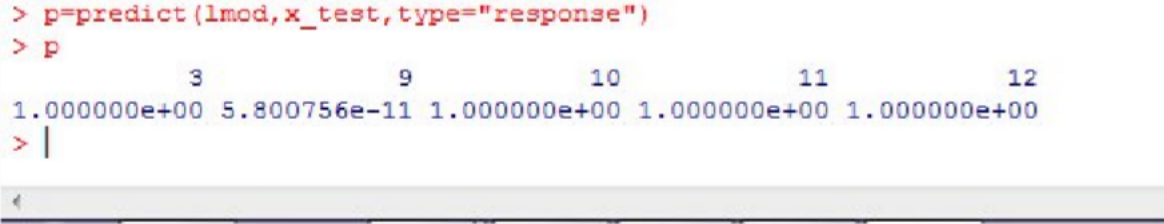 > p=predict(lmod,x_test,type="response")
> p
3 9 10 11 12
1.000000e+00 5.800756e-11 1.000000e+00 1.000000e+00 1.000000e+00
>